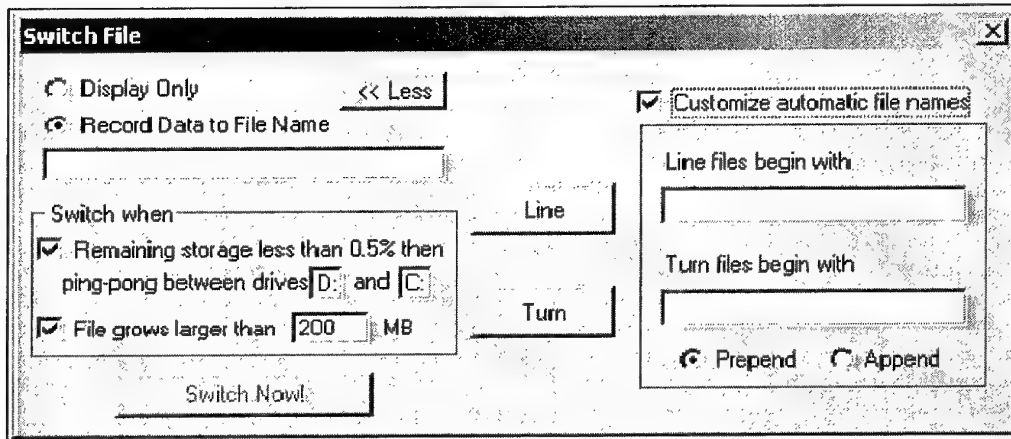 Switch File
Display Only
<< Less
Record Data to File Name
Switch when
Remaining storage less than 0.5% then
ping-pong between drives D: and C:
File grows larger than 200 MB
Switch Now!
Line
Turn
Customize automatic file names
Line files begin with
Turn files begin with
Prepend Append